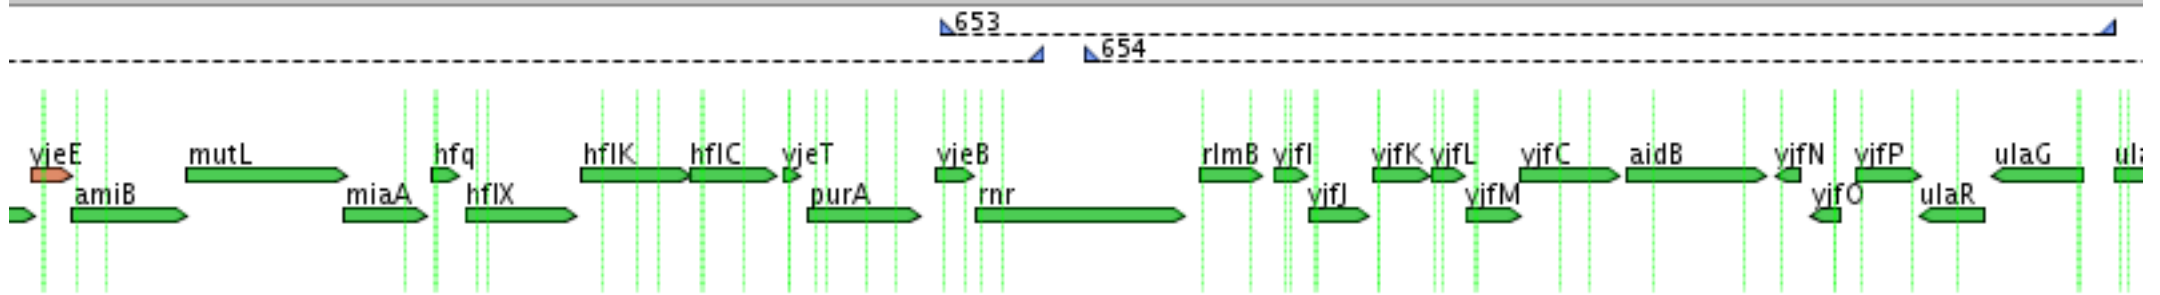 653
654
yjeE mutL hfq hflK hflC yjeT yjeB rlmB yjfI yjfK yjfL yjfC aidB yjfN yjfP ulaG ula
amiB miaA hflX purA rnr yjfJ yjfM yjfO ulaR